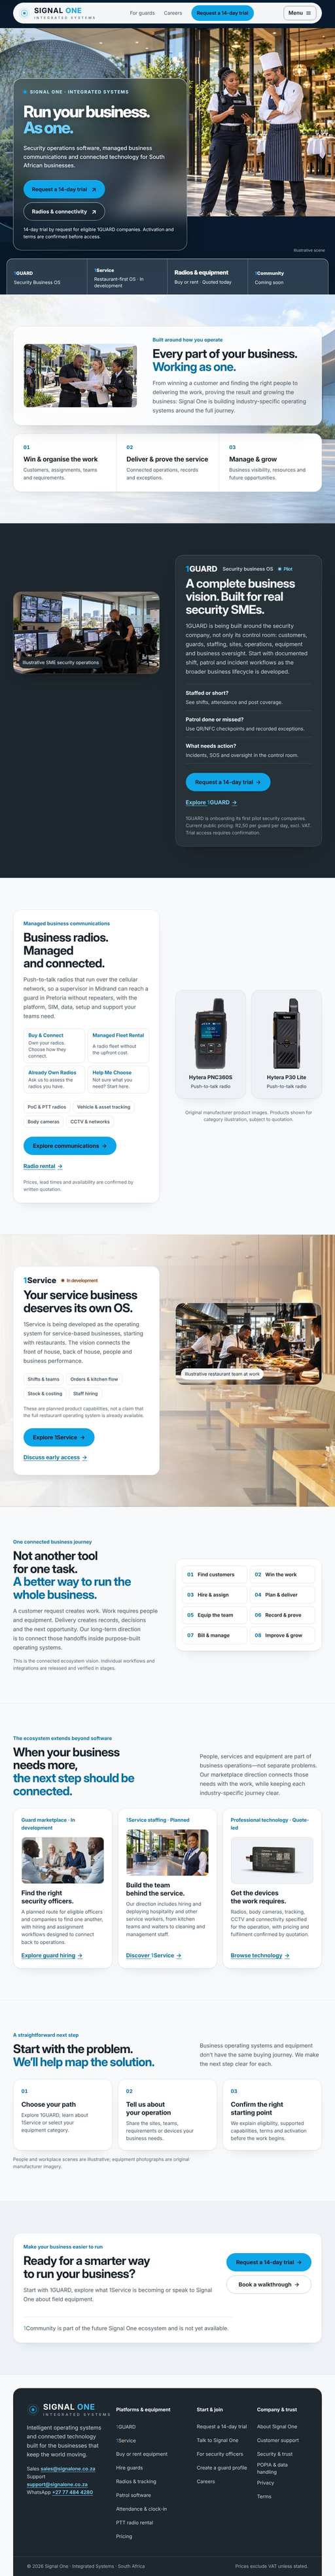 SIGNAL ONE
INTEGRATED SYSTEMS
For guards
Careers
Request a 14-day trial
Menu
SIGNAL ONE · INTEGRATED SYSTEMS
Run your business.
As one.
Security operations software, managed business
communications and connected technology for South
African businesses.
Request a 14-day trial ↗
Radios & connectivity ↗
14-day trial by request for eligible 1GUARD companies. Activation and
terms are confirmed before access.
Illustrative scene
1GUARD
Security Business OS
1Service
Restaurant-first OS · In
development
Radios & equipment
Buy or rent · Quoted today
1Community
Coming soon
Built around how you operate
Every part of your business.
Working as one.
From winning a customer and finding the right people to
delivering the work, proving the result and growing the
business: Signal One is building industry-specific operating
systems around the full journey.
01
Win & organise the work
Customers, assignments, teams
and requirements.
02
Deliver & prove the service
Connected operations, records
and exceptions.
03
Manage & grow
Business visibility, resources and
future opportunities.
Illustrative SME security operations
1GUARD Security business OS Pilot
A complete business
vision. Built for real
security SMEs.
1GUARD is being built around the security
company, not only its control room: customers,
guards, staffing, sites, operations, equipment
and business oversight. Start with documented
shift, patrol and incident workflows as the
broader business lifecycle is developed.
Staffed or short?
See shifts, attendance and post coverage.
Patrol done or missed?
Use QR/NFC checkpoints and recorded exceptions.
What needs action?
Incidents, SOS and oversight in the control room.
Request a 14-day trial →
Explore 1GUARD →
1GUARD is onboarding its first pilot security companies.
Current public pricing: R2.50 per guard per day, excl. VAT.
Trial access requires confirmation.
Managed business communications
Business radios.
Managed
and connected.
Push-to-talk radios that run over the cellular
network, so a supervisor in Midrand can reach a
guard in Pretoria without repeaters, with the
platform, SIM, data, setup and support your
teams need.
Buy & Connect
Own your radios.
Choose how they
connect.
Managed Fleet Rental
A radio fleet without
the upfront cost.
Already Own Radios
Ask us to assess the
radios you have.
Help Me Choose
Not sure what you
need? Start here.
PoC & PTT radios
Vehicle & asset tracking
Body cameras
CCTV & networks
Explore communications →
Radio rental →
Prices, lead times and availability are confirmed by
written quotation.
Hytera PNC360S
Push-to-talk radio
Hytera P30 Lite
Push-to-talk radio
Original manufacturer product images. Products shown for
category illustration, subject to quotation.
1Service In development
Your service business
deserves its own OS.
1Service is being developed as the operating
system for service-based businesses, starting
with restaurants. The vision connects the
front of house, back of house, people and
business performance.
Shifts & teams
Orders & kitchen flow
Stock & costing
Staff hiring
These are planned product capabilities, not a claim that
the full restaurant operating system is already available.
Explore 1Service →
Discuss early access →
Illustrative restaurant team at work
One connected business journey
Not another tool
for one task.
A better way to run the
whole business.
A customer request creates work. Work requires people
and equipment. Delivery creates records, decisions
and the next opportunity. Our long-term direction
is to connect those handoffs inside purpose-built
operating systems.
This is the connected ecosystem vision. Individual workflows and
integrations are released and verified in stages.
01 Find customers
02 Win the work
03 Hire & assign
04 Plan & deliver
05 Equip the team
06 Record & prove
07 Bill & manage
08 Improve & grow
The ecosystem extends beyond software
When your business
needs more,
the next step should be
connected.
People, services and equipment are part of
business operations—not separate problems.
Our marketplace direction connects those
needs with the work, while keeping each
industry-specific journey clear.
Guard marketplace · In
development
Find the right
security officers.
A planned route for eligible officers
and companies to find one another,
with hiring and assignment
workflows designed to connect
back to operations.
Explore guard hiring →
1Service staffing · Planned
Build the team
behind the service.
Our direction includes hiring and
deploying hospitality and other
service workers, from kitchen
teams and waiters to cleaning and
management staff.
Discover 1Service →
Professional technology · Quote-
led
Get the devices
the work requires.
Radios, body cameras, tracking,
CCTV and connectivity specified
for the operation, with pricing and
fulfilment confirmed by quotation.
Browse technology →
A straightforward next step
Start with the problem.
We'll help map the solution.
Business operating systems and equipment
don't have the same buying journey. We make
the next step clear for each.
01
Choose your path
Explore 1GUARD, learn about
1Service or select your
equipment category.
02
Tell us about
your operation
Share the sites, teams,
requirements or devices your
business needs.
03
Confirm the right
starting point
We explain eligibility, supported
capabilities, terms and activation
before the work begins.
People and workplace scenes are illustrative; equipment photographs are original
manufacturer imagery.
Make your business easier to run
Ready for a smarter way
to run your business?
Start with 1GUARD, explore what 1Service is becoming or speak to Signal
One about field equipment.
Request a 14-day trial →
Book a walkthrough →
1Community is part of the future Signal One ecosystem and is not yet available.
SIGNAL ONE
INTEGRATED SYSTEMS
Intelligent operating systems
and connected technology
built for the businesses that
keep the world moving.
Sales sales@signalone.co.za
Support
support@signalone.co.za
WhatsApp +27 77 484 4280
Platforms & equipment
1GUARD
1Service
Buy or rent equipment
Hire guards
Radios & tracking
Patrol software
Attendance & clock-in
PTT radio rental
Pricing
Start & join
Request a 14-day trial
Talk to Signal One
For security officers
Create a guard profile
Careers
Company & trust
About Signal One
Customer support
Security & trust
POPIA & data
handling
Privacy
Terms
© 2026 Signal One · Integrated Systems · South Africa
Prices exclude VAT unless stated.